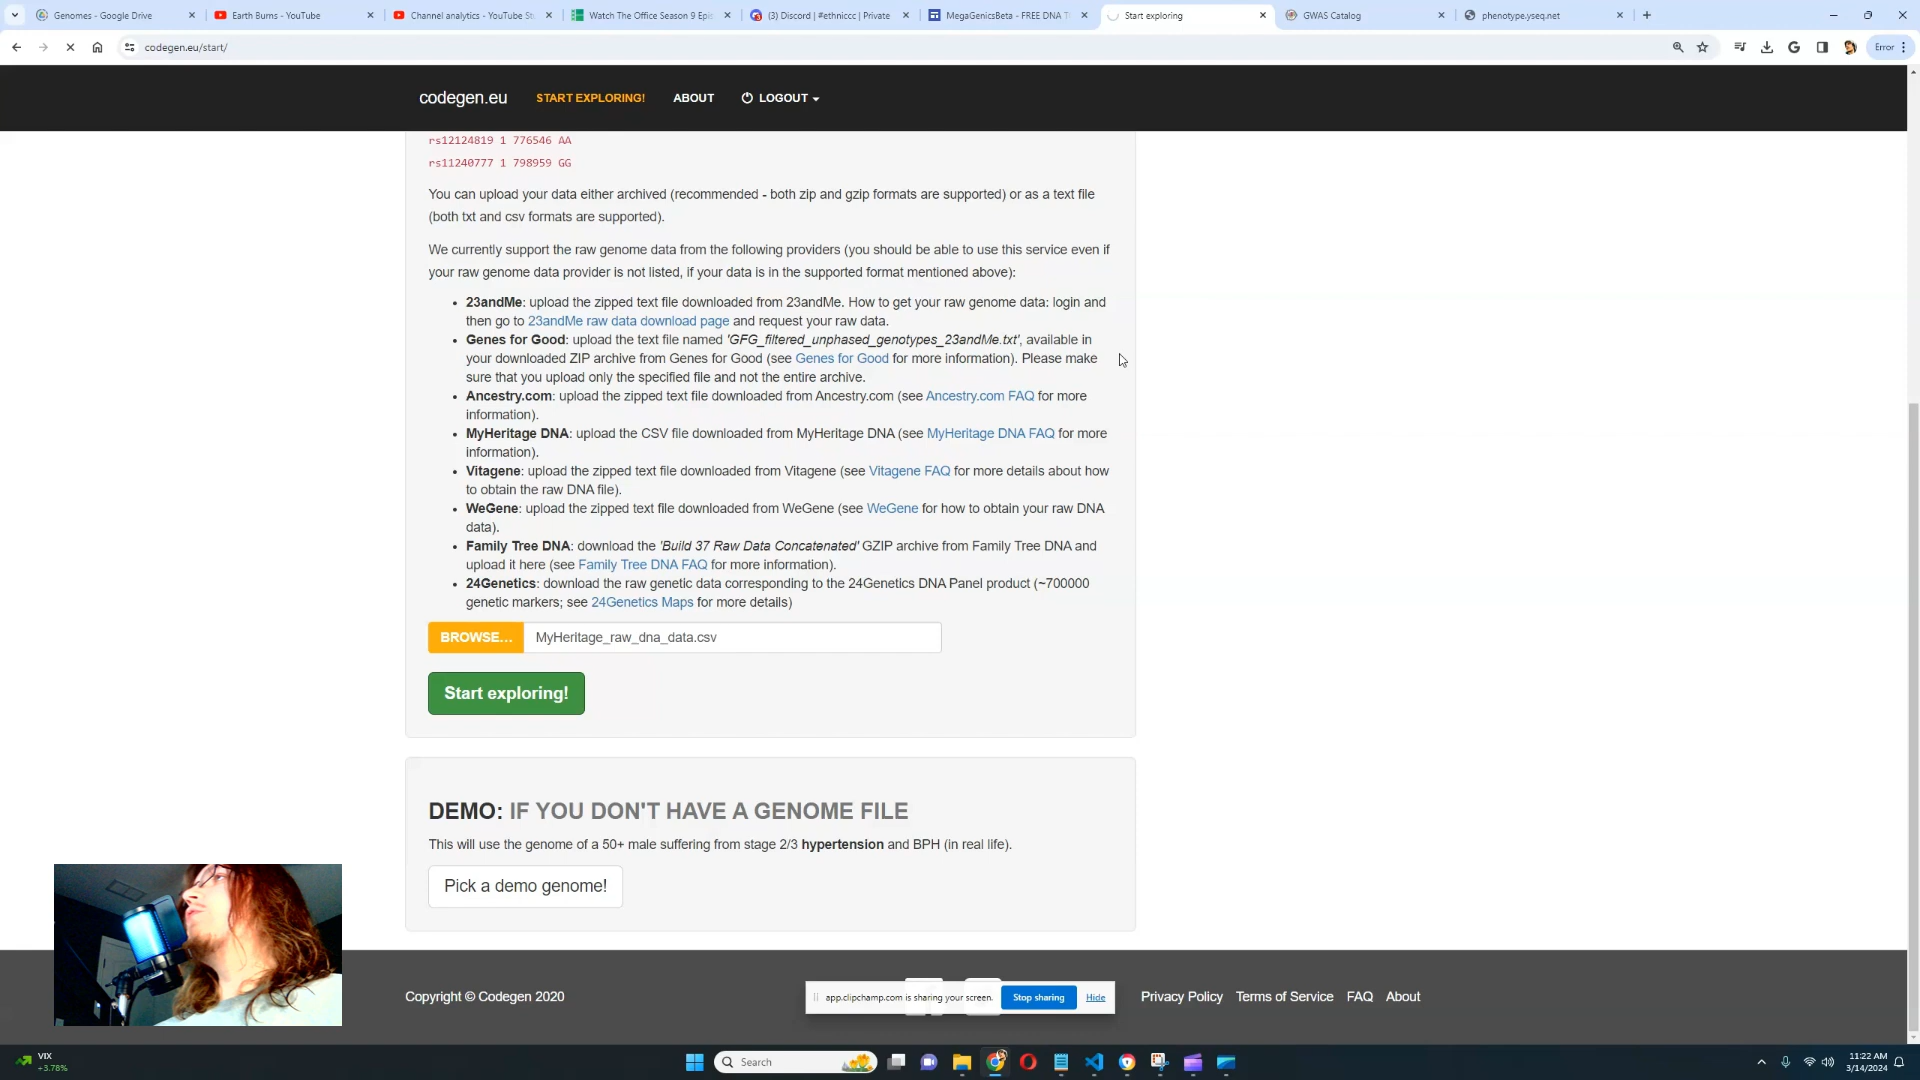 Genomes - Google Drive
Earth Burns - YouTube
Channel analytics - YouTube St
Watch The Office Season 9 Epis
(3) Discord | #ethniccc | Private
MegaGenicsBeta - FREE DNA T
Start exploring
GWAS Catalog
phenotype.yseq.net
codegen.eu/start/
Error
codegen.eu
START EXPLORING!
ABOUT
LOGOUT
rs12124819 1 776546 AA
rs11240777 1 798959 GG
You can upload your data either archived (recommended - both zip and gzip formats are supported) or as a text file
(both txt and csv formats are supported).
We currently support the raw genome data from the following providers (you should be able to use this service even if
your raw genome data provider is not listed, if your data is in the supported format mentioned above):
• 23andMe: upload the zipped text file downloaded from 23andMe. How to get your raw genome data: login and
then go to 23andMe raw data download page and request your raw data.
• Genes for Good: upload the text file named 'GFG_filtered_unphased_genotypes_23andMe.txt', available in
your downloaded ZIP archive from Genes for Good (see Genes for Good for more information). Please make
sure that you upload only the specified file and not the entire archive.
• Ancestry.com: upload the zipped text file downloaded from Ancestry.com (see Ancestry.com FAQ for more
information).
• MyHeritage DNA: upload the CSV file downloaded from MyHeritage DNA (see MyHeritage DNA FAQ for more
information).
• Vitagene: upload the zipped text file downloaded from Vitagene (see Vitagene FAQ for more details about how
to obtain the raw DNA file).
• WeGene: upload the zipped text file downloaded from WeGene (see WeGene for how to obtain your raw DNA
data).
• Family Tree DNA: download the 'Build 37 Raw Data Concatenated' GZIP archive from Family Tree DNA and
upload it here (see Family Tree DNA FAQ for more information).
• 24Genetics: download the raw genetic data corresponding to the 24Genetics DNA Panel product (~700000
genetic markers; see 24Genetics Maps for more details)
BROWSE...
MyHeritage_raw_dna_data.csv
Start exploring!
DEMO: IF YOU DON'T HAVE A GENOME FILE
This will use the genome of a 50+ male suffering from stage 2/3 hypertension and BPH (in real life).
Pick a demo genome!
Copyright © Codegen 2020
app.clipchamp.com is sharing your screen.
Stop sharing
Hide
Privacy Policy
Terms of Service
FAQ
About
VIX
+3.78%
Search
11:22 AM
3/14/2024